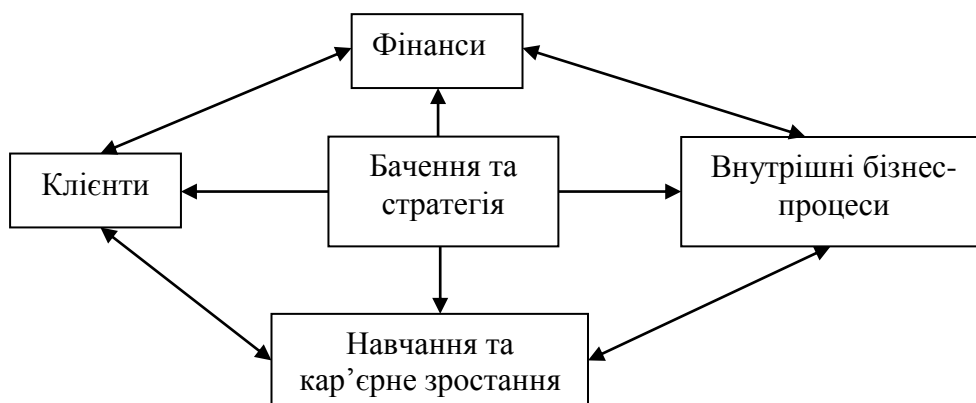 Фінанси
Клієнти
Бачення та
стратегія
Внутрішні бізнес-
процеси
Навчання та
кар’єрне зростання